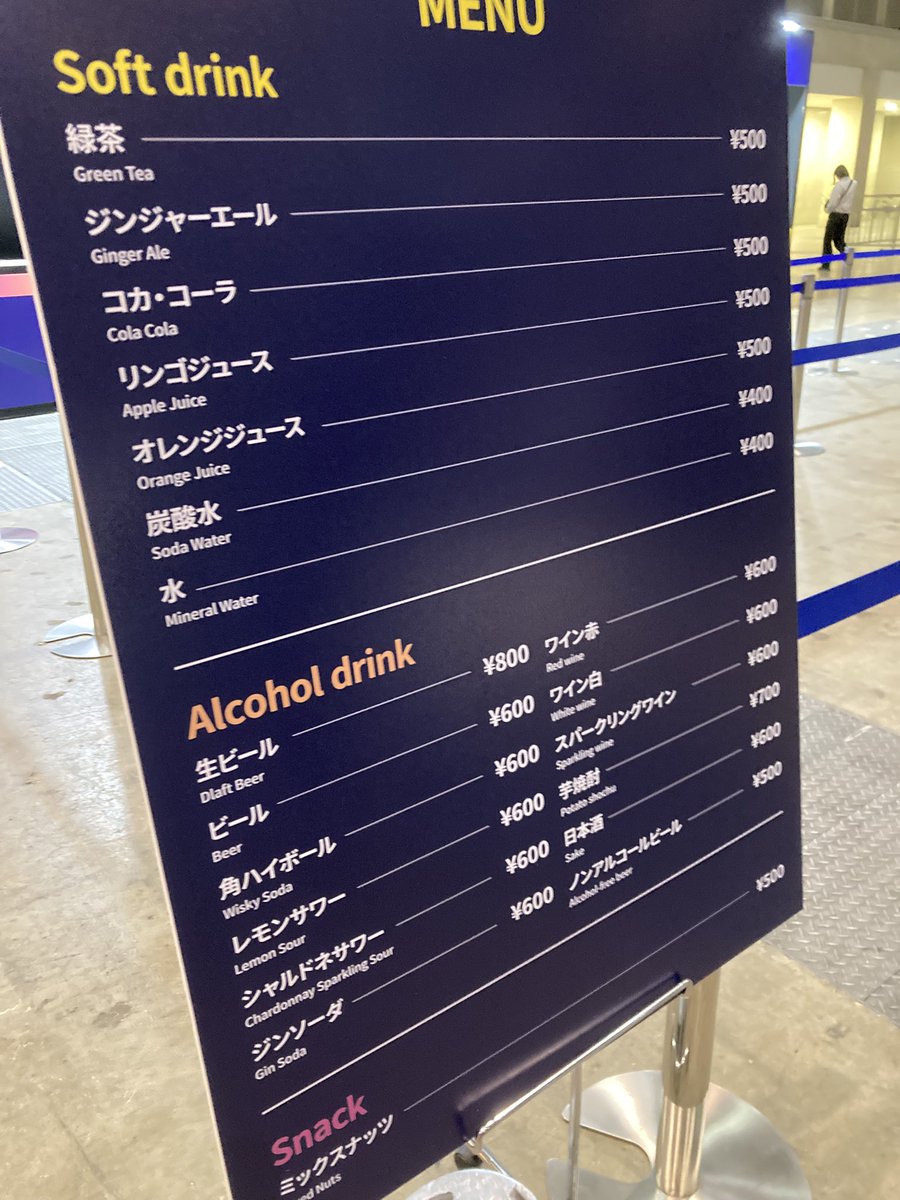 MENU
Soft drink
緑茶 ¥500
Green Tea
ジンジャーエール ¥500
Ginger Ale
コカ・コーラ ¥500
Cola Cola
リンゴジュース ¥500
Apple Juice
オレンジジュース ¥500
Orange Juice
炭酸水 ¥400
Soda Water
水 ¥400
Mineral Water
Alcohol drink
生ビール ¥800
Dlaft Beer
ビール ¥600
Beer
角ハイボール ¥600
Wisky Soda
レモンサワー ¥600
Lemon Sour
シャルドネサワー ¥600
Chardonnay Sparkling Sour
ジンソーダ ¥600
Gin Soda
ワイン赤 ¥600
Red wine
ワイン白 ¥600
White wine
スパークリングワイン ¥600
Sparkling wine
芋焼酎 ¥700
Potato shochu
日本酒 ¥600
Sake
ノンアルコールビール ¥500
Alcohol-free beer
Snack
ミックスナッツ ¥500
Nuts